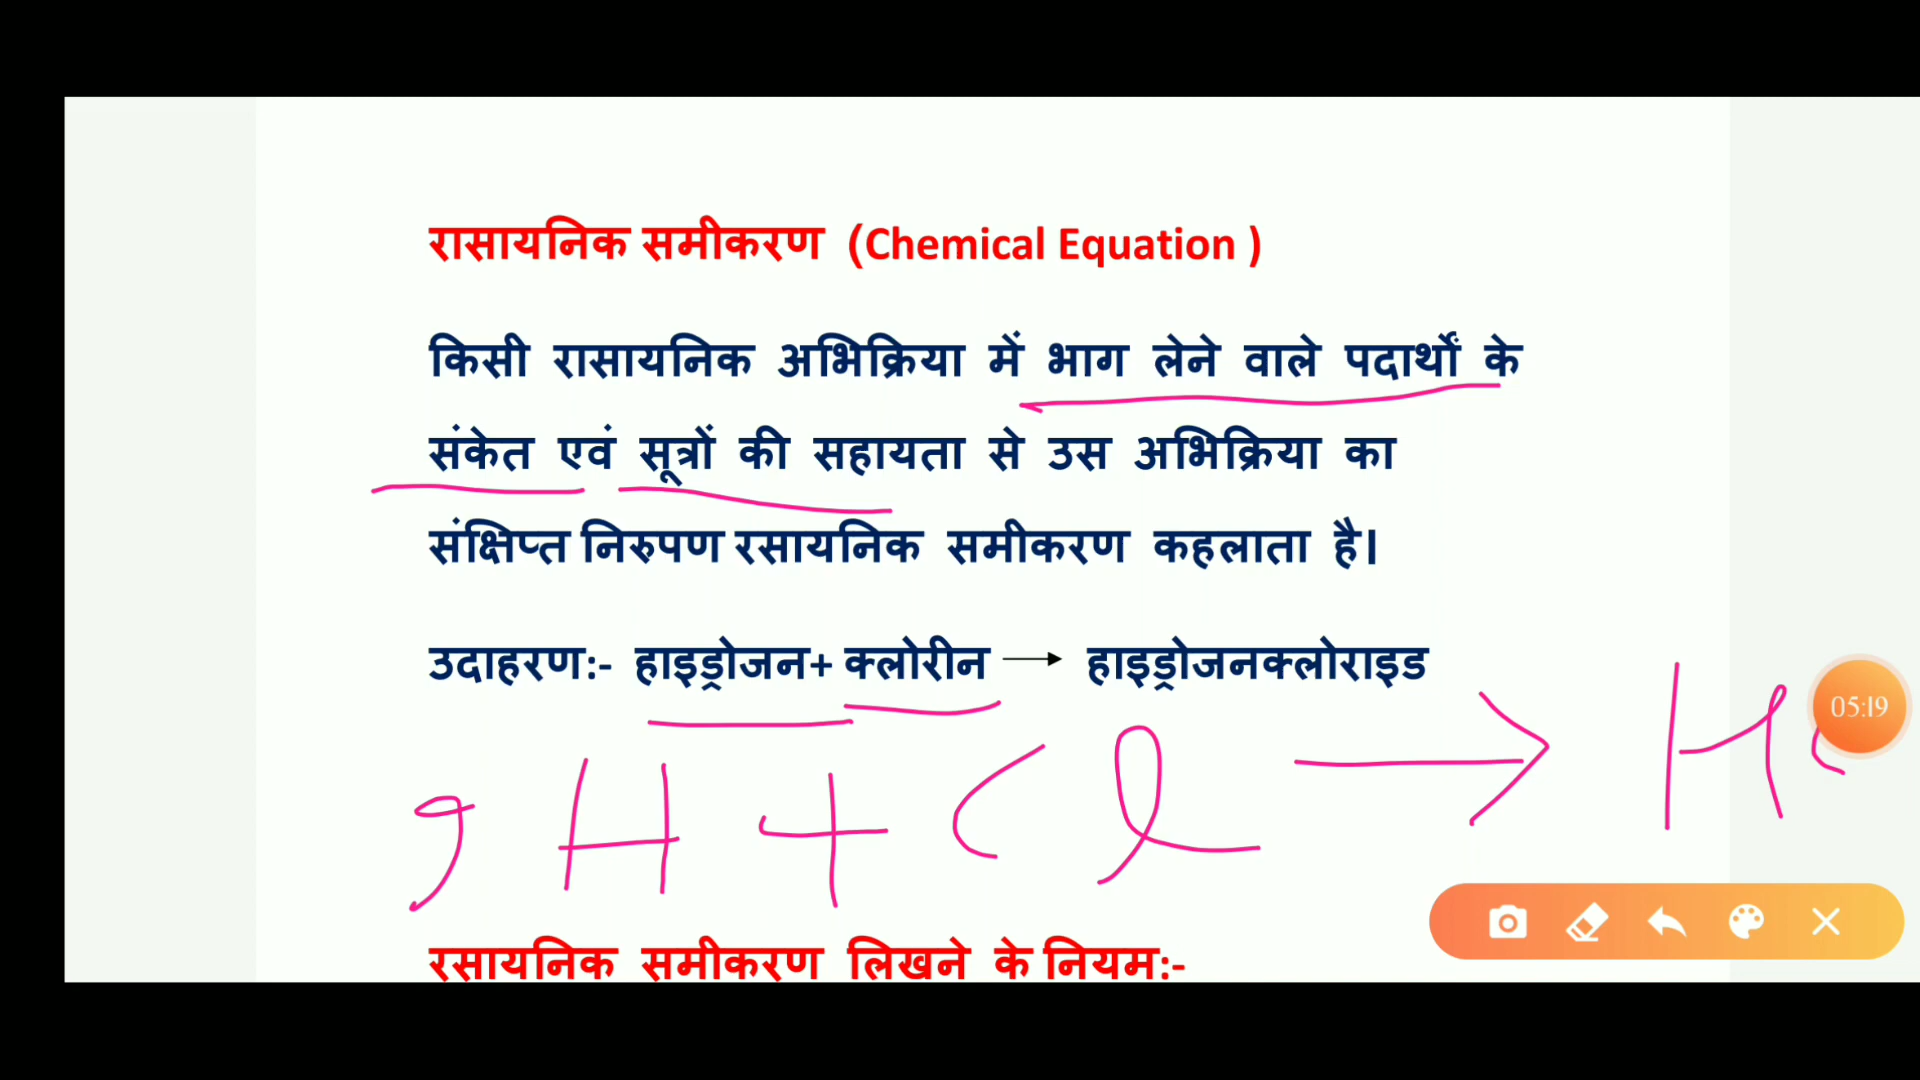 रासायनिक समीकरण (Chemical Equation )
किसी रासायनिक अभिक्रिया में भाग लेने वाले पदार्थों के
संकेत एवं सूत्रों की सहायता से उस अभिक्रिया का
संक्षिप्त निरुपण रसायनिक समीकरण कहलाता है।
उदाहरण:- हाइड्रोजन+ क्लोरीन → हाइड्रोजनक्लोराइड
H + Cl → H
05:19
रसायनिक समीकरण लिखने के नियम:-